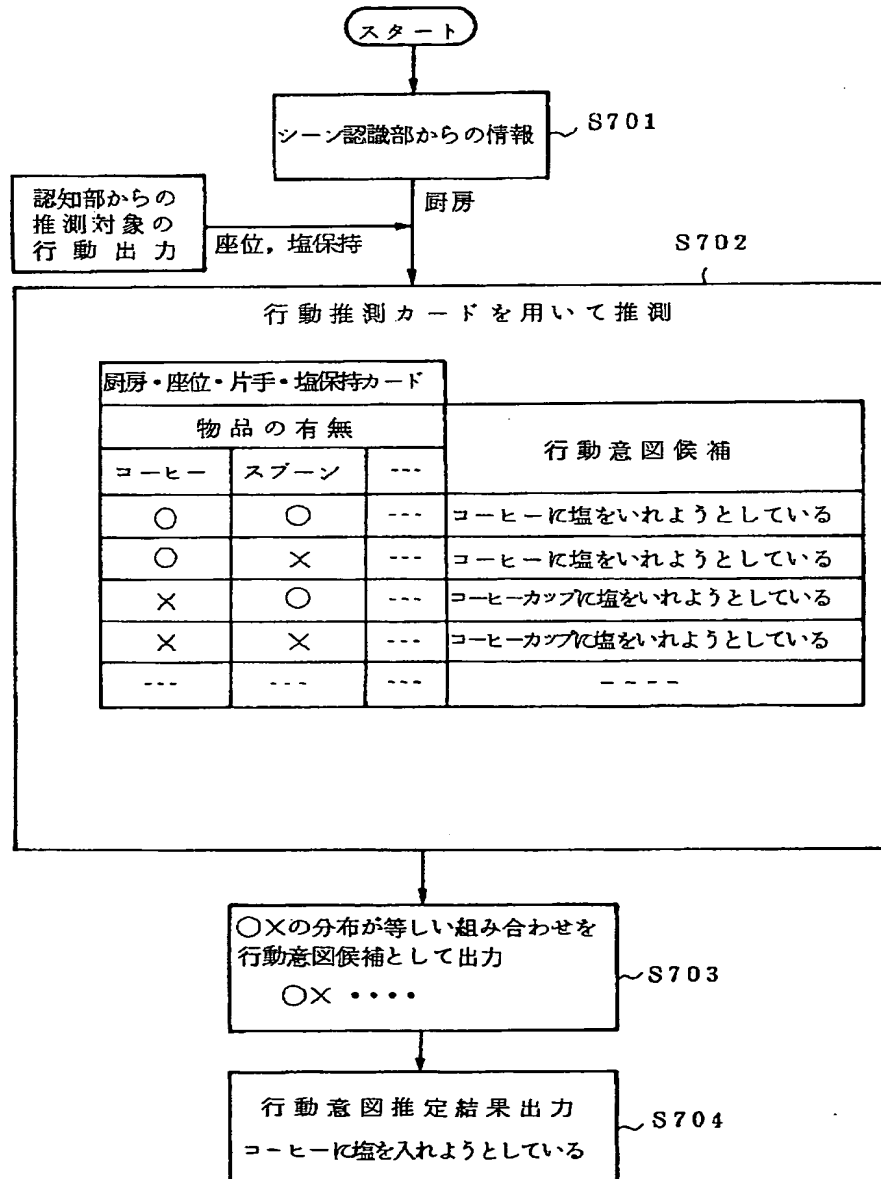 スタート
シーン認識部からの情報
S701
認知部からの
推測対象の
行動出力
厨房
座位,塩保持
S702
行動推測カードを用いて推測
厨房・座位・片手・塩保持カード
物品の有無
行動意図候補
コーヒー スプーン ---
○ ○ --- コーヒーに塩をいれようとしている
○ × --- コーヒーに塩をいれようとしている
× ○ --- コーヒーカップに塩をいれようとしている
× × --- コーヒーカップに塩をいれようとしている
--- --- --- ----
○×の分布が等しい組み合わせを
行動意図候補として出力
○× ・・・・
S703
行動意図推定結果出力
コーヒーに塩を入れようとしている
S704